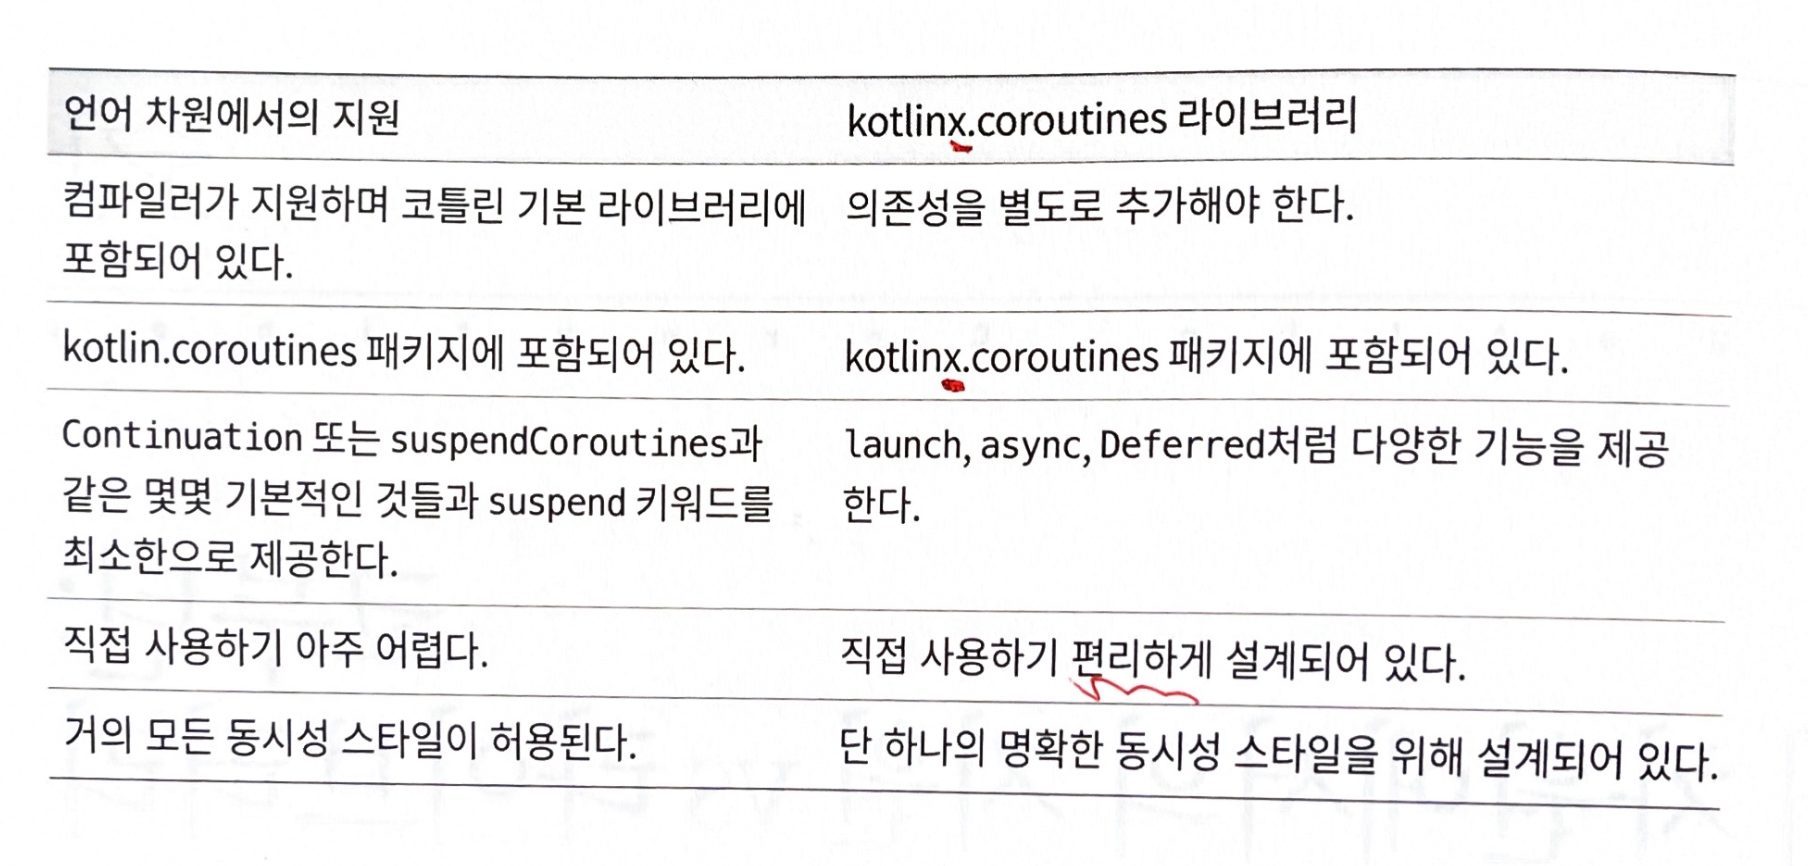 언어 차원에서의 지원
kotlinx.coroutines 라이브러리
컴파일러가 지원하며 코틀린 기본 라이브러리에
포함되어 있다.
의존성을 별도로 추가해야 한다.
kotlin.coroutines 패키지에 포함되어 있다.
kotlinx.coroutines 패키지에 포함되어 있다.
Continuation 또는 suspendCoroutines과
같은 몇몇 기본적인 것들과 suspend 키워드를
최소한으로 제공한다.
launch, async, Deferred처럼 다양한 기능을 제공
한다.
직접 사용하기 아주 어렵다.
직접 사용하기 편리하게 설계되어 있다.
거의 모든 동시성 스타일이 허용된다.
단 하나의 명확한 동시성 스타일을 위해 설계되어 있다.